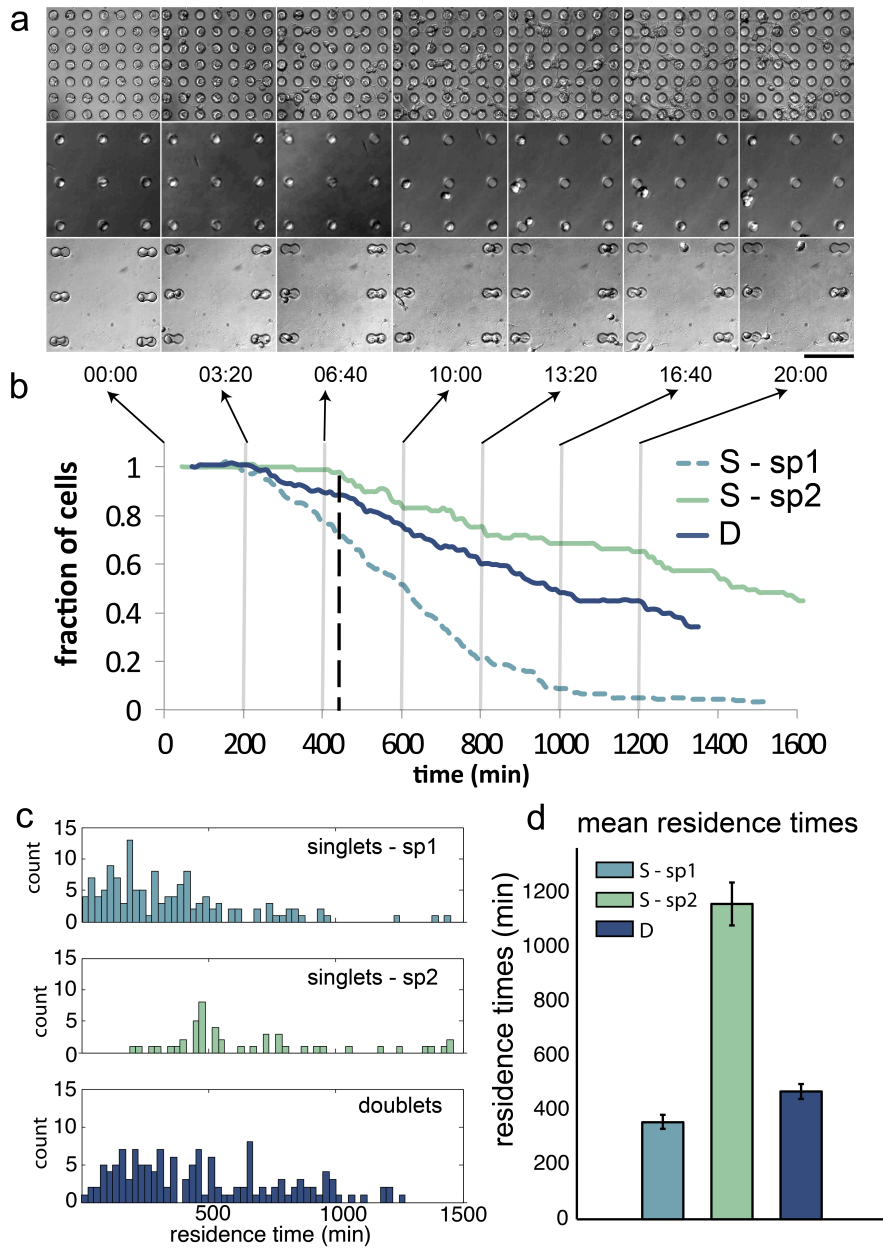 a
b
00:00 03:20 06:40 10:00 13:20 16:40 20:00
fraction of cells
1
0.8
0.6
0.4
0.2
0
S - sp1
S - sp2
D
0 200 400 600 800 1000 1200 1400 1600
time (min)
c
15
10
5
0
count
singlets - sp1
15
10
5
0
count
singlets - sp2
15
10
5
0
count
doublets
500 1000 1500
residence time (min)
d
mean residence times
residence times (min)
1200
1000
800
600
400
200
0
S - sp1
S - sp2
D